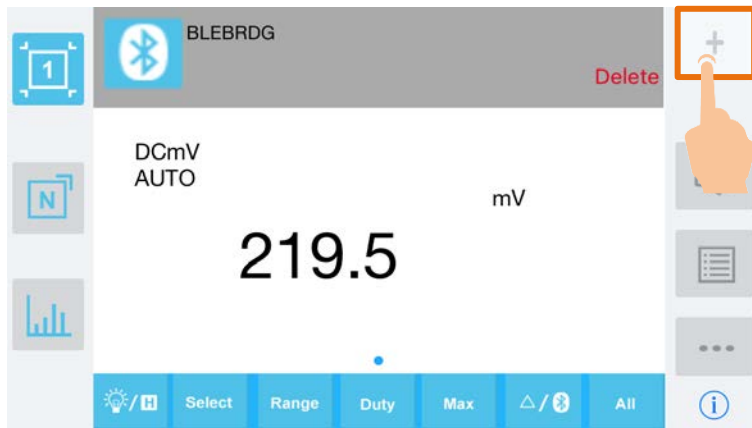 BLEBRDG
1
Delete
DCmV
AUTO
mV
N
219.5
/H Select Range Duty Max △/ All